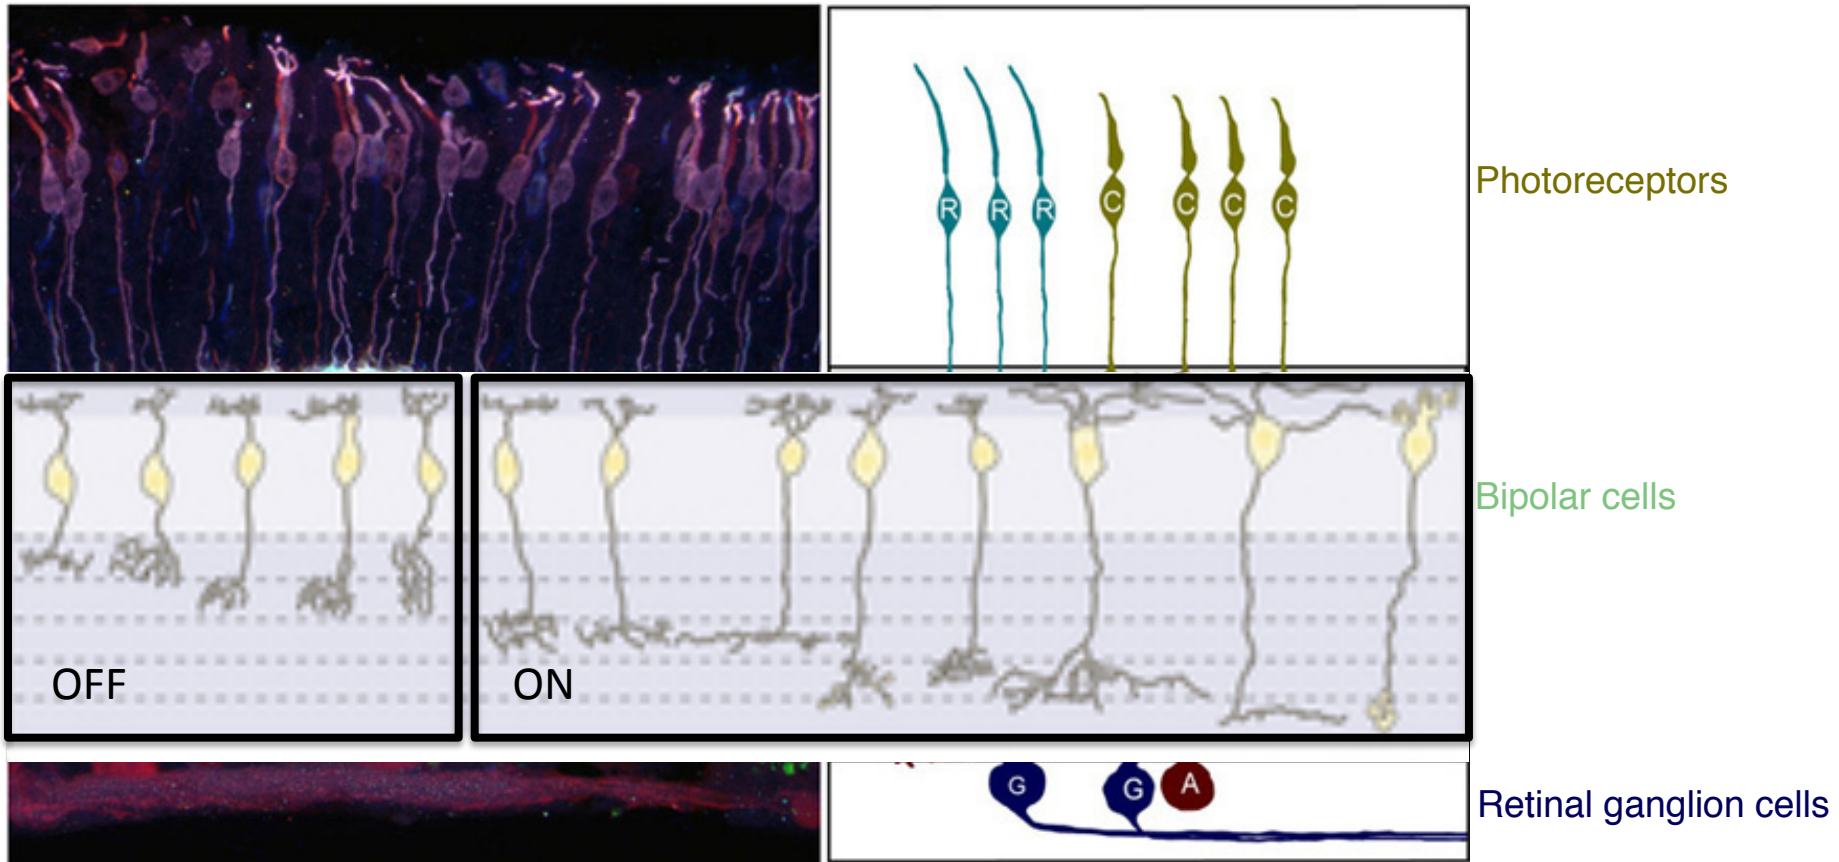 R R R C C C C
Photoreceptors
Bipolar cells
OFF
ON
G G A
Retinal ganglion cells